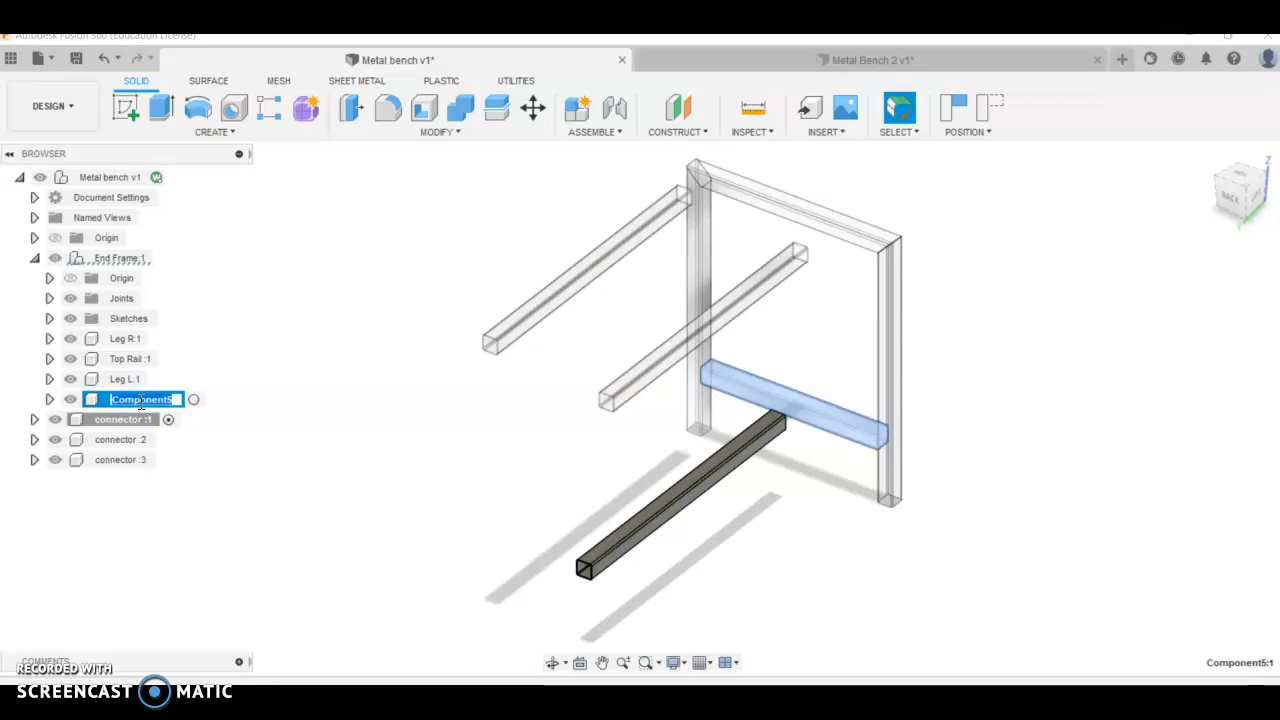 Autodesk Fusion 360 (Education License)
Metal bench v1*
Metal Bench 2 v1*
SOLID SURFACE MESH SHEET METAL PLASTIC UTILITIES
DESIGN
CREATE MODIFY ASSEMBLE CONSTRUCT INSPECT INSERT SELECT POSITION
BROWSER
Metal bench v1
Document Settings
Named Views
Origin
End Frame:1
Origin
Joints
Sketches
Leg R:1
Top Rail :1
Leg L:1
Component5
connector :1
connector :2
connector :3
Z
BACK
COMMENTS
Component5:1
RECORDED WITH
SCREENCAST MATIC